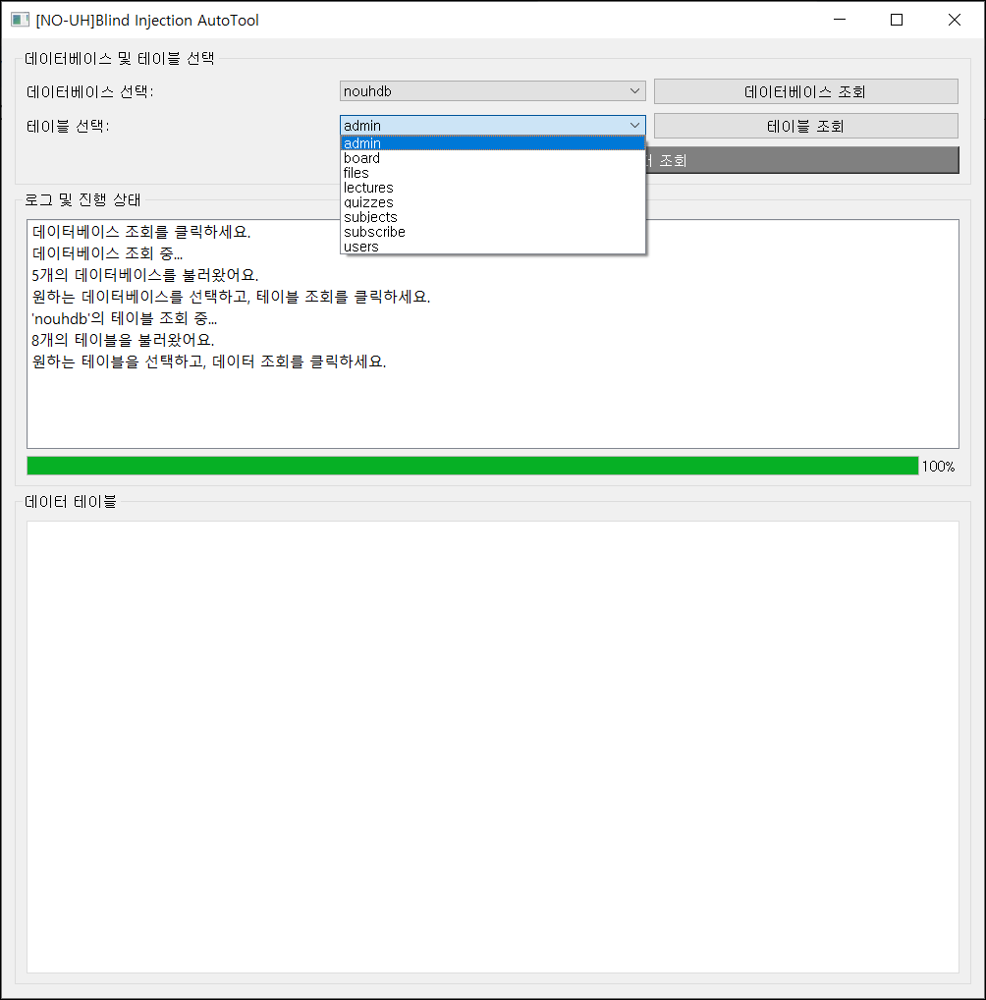 [NO-UH]Blind Injection AutoTool
데이터베이스 및 테이블 선택
데이터베이스 선택:
nouhdb
데이터베이스 조회
테이블 선택:
admin
테이블 조회
admin
board
files
lectures
quizzes
subjects
subscribe
users
조회
로그 및 진행 상태
데이터베이스 조회를 클릭하세요.
데이터베이스 조회 중...
5개의 데이터베이스를 불러왔어요.
원하는 데이터베이스를 선택하고, 테이블 조회를 클릭하세요.
'nouhdb'의 테이블 조회 중...
8개의 테이블을 불러왔어요.
원하는 테이블을 선택하고, 데이터 조회를 클릭하세요.
100%
데이터 테이블